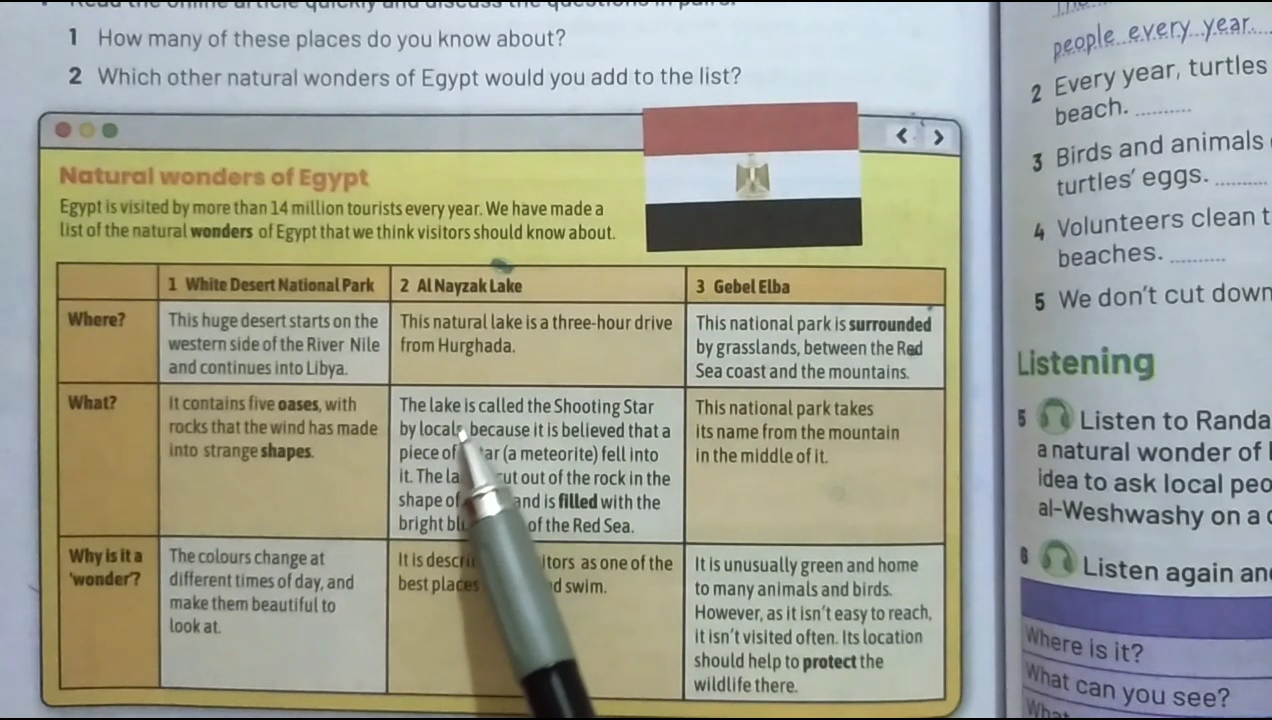 1 How many of these places do you know about?
2 Which other natural wonders of Egypt would you add to the list?
Natural wonders of Egypt
Egypt is visited by more than 14 million tourists every year. We have made a
list of the natural wonders of Egypt that we think visitors should know about.
1 White Desert National Park
2 Al Nayzak Lake
3 Gebel Elba
Where?
This huge desert starts on the
western side of the River Nile
and continues into Libya.
This natural lake is a three-hour drive
from Hurghada.
This national park is surrounded
by grasslands, between the Red
Sea coast and the mountains.
What?
It contains five oases, with
rocks that the wind has made
into strange shapes.
The lake is called the Shooting Star
by locals because it is believed that a
piece of (a meteorite) fell into
it. The out of the rock in the
shape of and is filled with the
bright of the Red Sea.
This national park takes
its name from the mountain
in the middle of it.
Why is it a
'wonder'?
The colours change at
different times of day, and
make them beautiful to
look at.
It is as one of the
best places swim.
It is unusually green and home
to many animals and birds.
However, as it isn't easy to reach,
it isn't visited often. Its location
should help to protect the
wildlife there.
people every year.
2 Every year, turtles
beach. ..........
3 Birds and animals
turtles' eggs. ..........
4 Volunteers clean
beaches. ..........
5 We don't cut down
Listening
5 Listen to Randa
a natural wonder of
idea to ask local
al-Weshwashy on a
6 Listen again
Where is it?
What can you see?